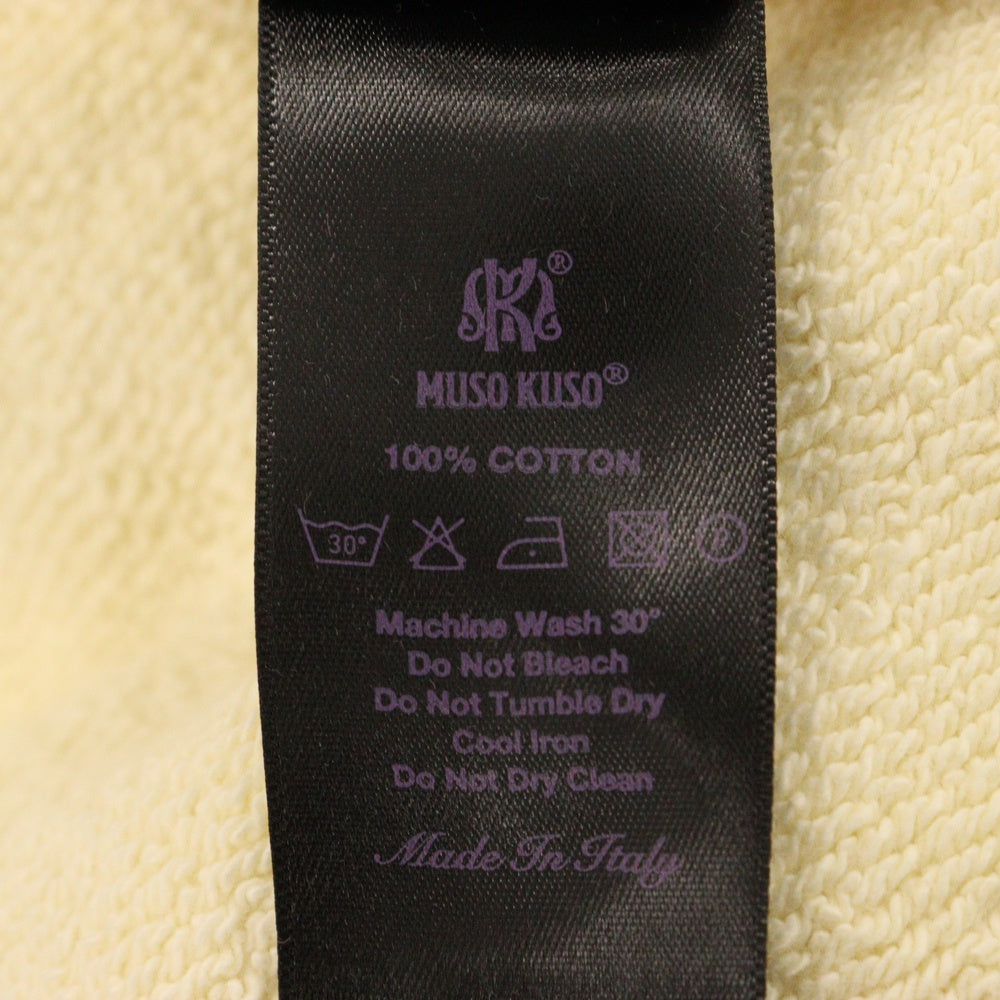 MK®
MUSO KUSO®
100% COTTON
30° P
Machine Wash 30°
Do Not Bleach
Do Not Tumble Dry
Cool Iron
Do Not Dry Clean
Made In Italy